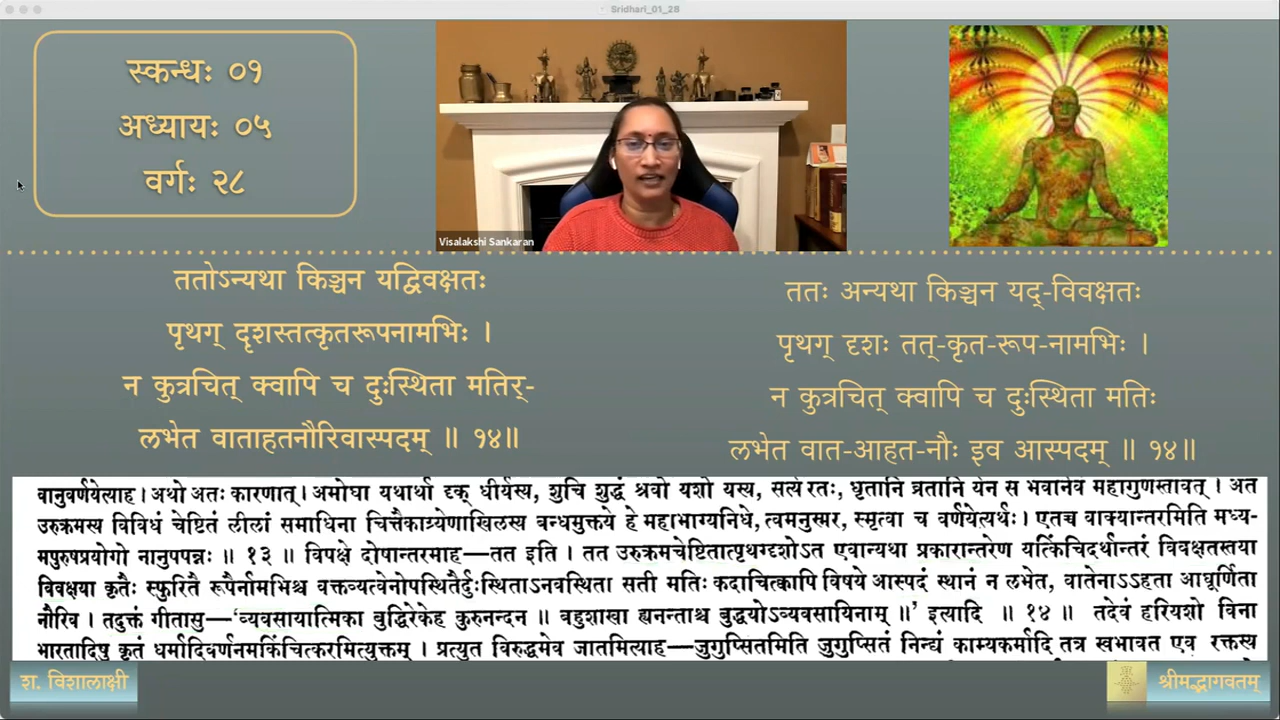 Sridhari_01_28
स्कन्धः ०१
अध्यायः ०५
वर्गः २८
Visalakshi Sankaran
ततोऽन्यथा किञ्चन यद्विवक्षतः
पृथग् दृशस्तत्कृतरूपनामभिः ।
न कुत्रचित् क्वापि च दुःस्थिता मतिर्-
लभेत वाताहतनौरिवास्पदम् ॥ १४॥
ततः अन्यथा किञ्चन यद्-विवक्षतः
पृथग् दृशः तत्-कृत-रूप-नामभिः ।
न कुत्रचित् क्वापि च दुःस्थिता मतिः
लभेत वात-आहत-नौः इव आस्पदम् ॥ १४॥
वानुवर्णयेत्याह । अथो अतः कारणात् । अमोघा यथार्था दृक् धीर्यस्य, शुचि शुद्धं श्रवो यशो यस्य, सत्ये रतः, धृतानि व्रतानि येन स भवानेवं महागुणस्तावत् । अत
उरुक्रमस्य विविधं चेष्टितं लीलां समाधिना चित्तैकाग्र्येणाखिलस्य बन्धमुक्तये हे महाभाग्यनिधे, त्वमनुस्मर, स्मृत्वा च वर्णयेत्यर्थः । एतच्च वाक्यान्तरमिति मध्य-
मपुरुषप्रयोगो नानुपपन्नः ॥ १३ ॥ विपक्षे दोषान्तरमाह—तत इति । तत उरुक्रमचेष्टितात्पृथग्दृशोऽत एवान्यथा प्रकारान्तरेण यत्किंचिदर्थान्तरं विवक्षतस्तया
विवक्षया कृतैः स्फुरितै रूपैर्नामभिश्च वक्तव्यत्वेनोपस्थितैर्दुःस्थिताऽनवस्थिता सती मतिः कदाचित्क्वापि विषये आस्पदं स्थानं न लभेत, वातेनाऽऽहता आघूर्णिता
नौरिव । तदुक्तं गीतासु—‘व्यवसायात्मिका बुद्धिरेकेह कुरुनन्दन ॥ बहुशाखा ह्यनन्ताश्च बुद्धयोऽव्यवसायिनाम् ॥’ इत्यादि ॥ १४ ॥ तदेवं हरियशो विना
भारतादिषु कृतं धर्मादिवर्णनमकिंचित्करमित्युक्तम् । प्रत्युत विरुद्धमेव जातमित्याह—जुगुप्सितमिति जुगुप्सितं निन्द्यं काम्यकर्मादि तत्र स्वभावत एव रक्तस्य
श. विशालाक्षी
श्रीमद्भागवतम्